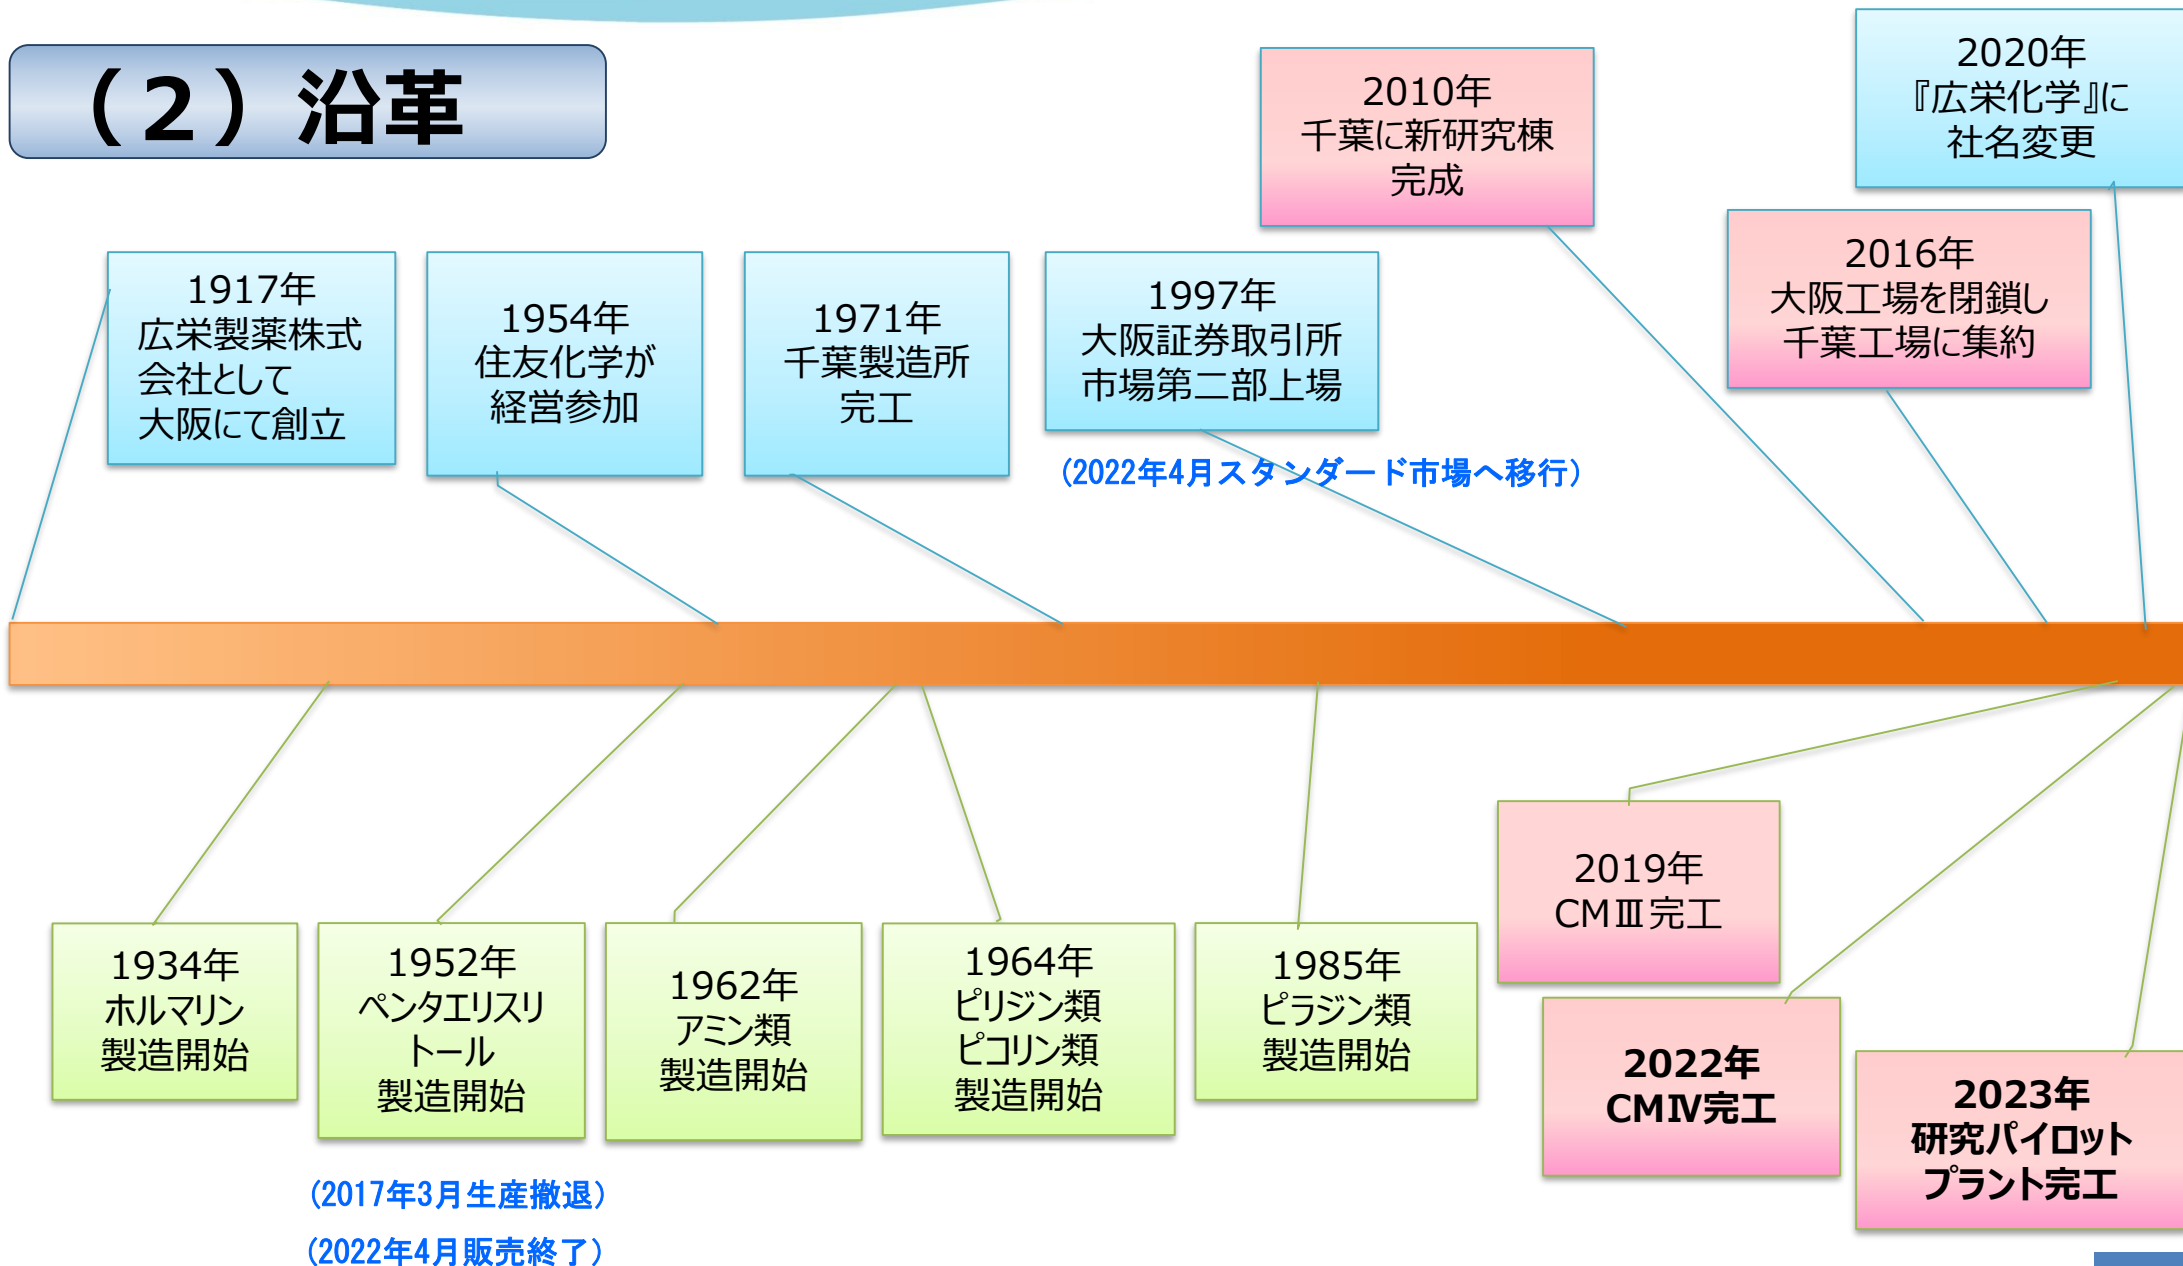 （2）沿革
2010年
千葉に新研究棟
完成
2020年
『広栄化学』に
社名変更
1917年
広栄製薬株式
会社として
大阪にて創立
1954年
住友化学が
経営参加
1971年
千葉製造所
完工
1997年
大阪証券取引所
市場第二部上場
(2022年4月スタンダード市場へ移行)
2016年
大阪工場を閉鎖し
千葉工場に集約
1934年
ホルマリン
製造開始
1952年
ペンタエリスリ
トール
製造開始
(2017年3月生産撤退)
(2022年4月販売終了)
1962年
アミン類
製造開始
1964年
ピリジン類
ピコリン類
製造開始
1985年
ピラジン類
製造開始
2019年
CMⅢ完工
2022年
CMⅣ完工
2023年
研究パイロット
プラント完工